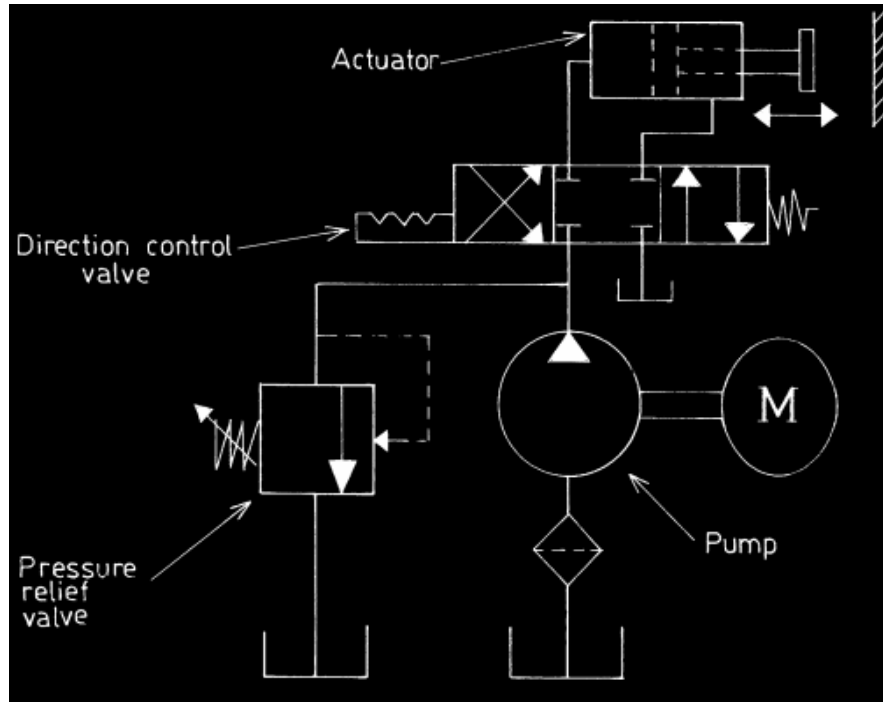 Actuator
Direction control
valve
M
Pump
Pressure
relief
valve